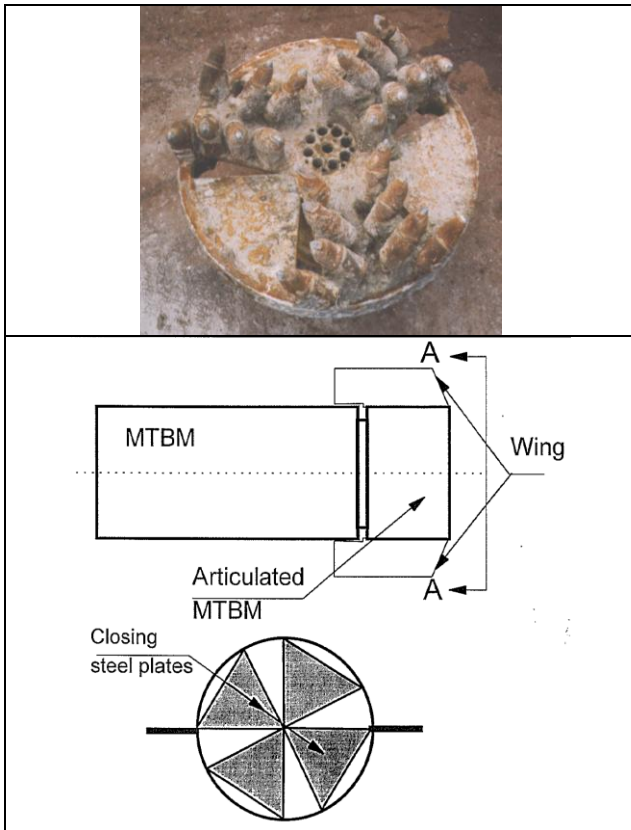 A
MTBM
Wing
Articulated
MTBM
A
Closing
steel plates